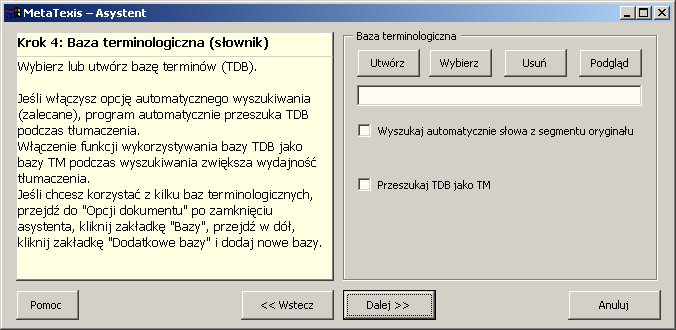 MetaTexis – Asystent
Krok 4: Baza terminologiczna (słownik)
Wybierz lub utwórz bazę terminów (TDB).
Jeśli włączysz opcję automatycznego wyszukiwania
(zalecane), program automatycznie przeszuka TDB
podczas tłumaczenia.
Włączenie funkcji wykorzystywania bazy TDB jako
bazy TM podczas wyszukiwania zwiększa wydajność
tłumaczenia.
Jeśli chcesz korzystać z kilku baz terminologicznych,
przejdź do "Opcji dokumentu" po zamknięciu
asystenta, kliknij zakładkę "Bazy", przejdź w dół,
kliknij zakładkę "Dodatkowe bazy" i dodaj nowe bazy.
Baza terminologiczna
Utwórz Wybierz Usuń Podgląd
Wyszukaj automatycznie słowa z segmentu oryginału
Przeszukaj TDB jako TM
Pomoc << Wstecz Dalej >> Anuluj